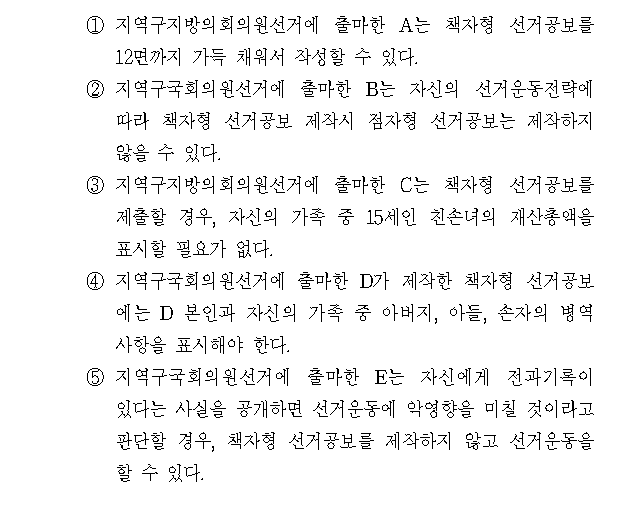 ① 지역구지방의회의원선거에 출마한 A는 책자형 선거공보를
12면까지 가득 채워서 작성할 수 있다.
② 지역구국회의원선거에 출마한 B는 자신의 선거운동전략에
따라 책자형 선거공보 제작시 점자형 선거공보는 제작하지
않을 수 있다.
③ 지역구지방의회의원선거에 출마한 C는 책자형 선거공보를
제출할 경우, 자신의 가족 중 15세인 친손녀의 재산총액을
표시할 필요가 없다.
④ 지역구국회의원선거에 출마한 D가 제작한 책자형 선거공보
에는 D 본인과 자신의 가족 중 아버지, 아들, 손자의 병역
사항을 표시해야 한다.
⑤ 지역구국회의원선거에 출마한 E는 자신에게 전과기록이
있다는 사실을 공개하면 선거운동에 악영향을 미칠 것이라고
판단할 경우, 책자형 선거공보를 제작하지 않고 선거운동을
할 수 있다.